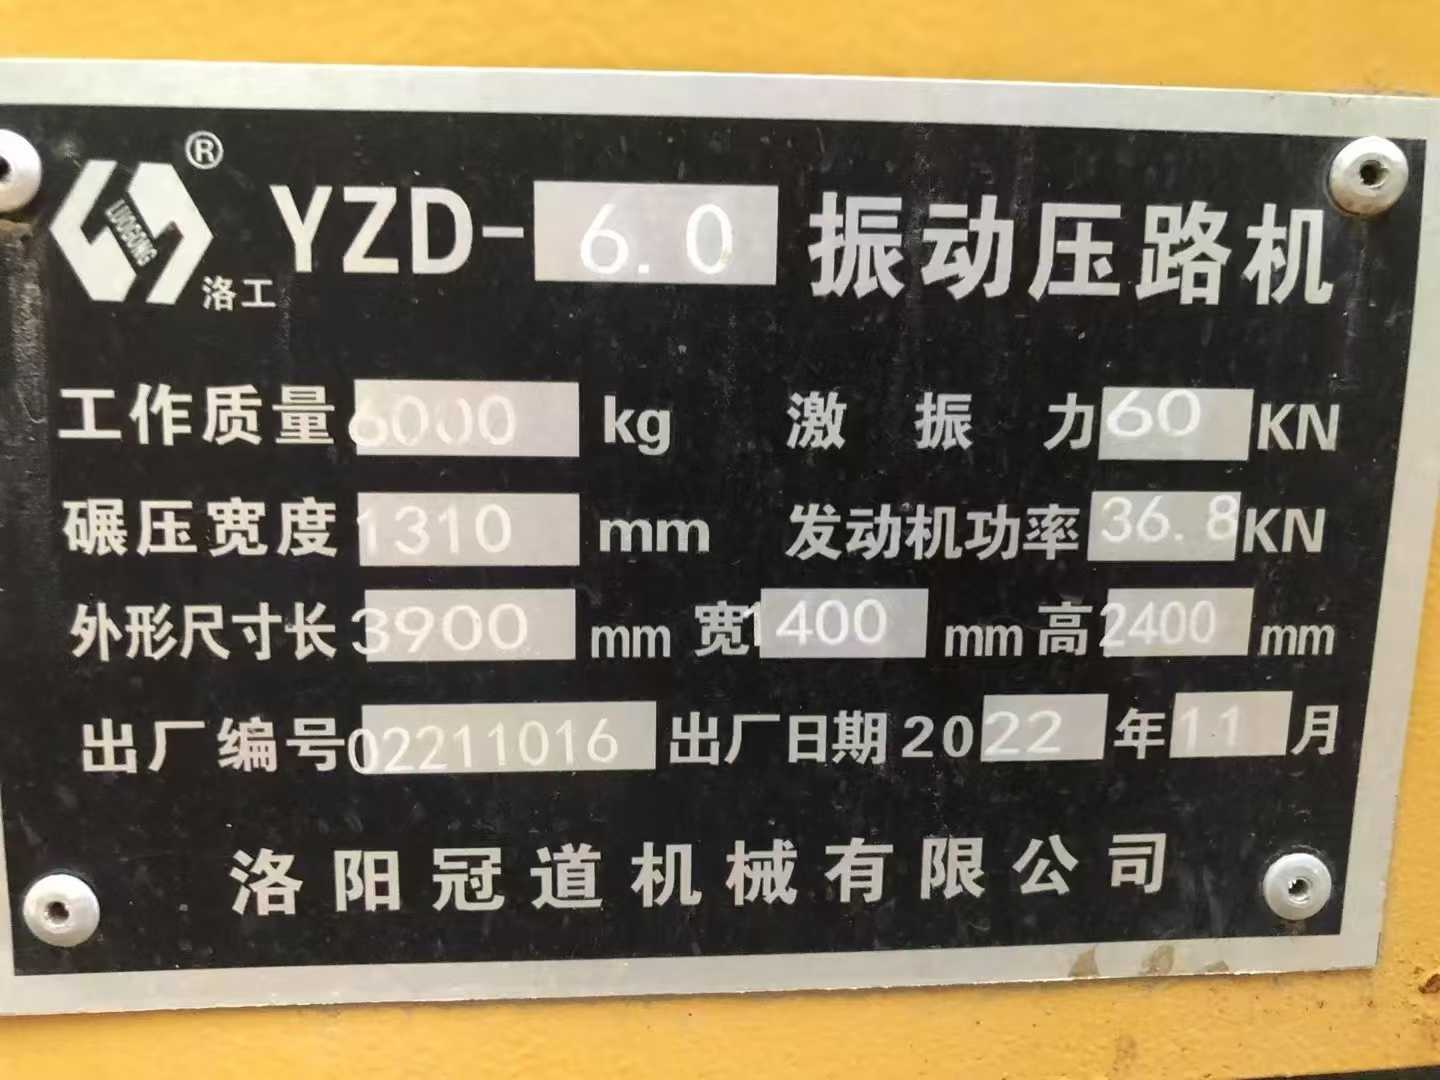 LUOGONG ® 洛工 YZD-6.0 振动压路机
工作质量 6000 kg 激振力 60 KN
碾压宽度 1310 mm 发动机功率 36.8 KN
外形尺寸长 3900 mm 宽 1400 mm 高 2400 mm
出厂编号 02211016 出厂日期 2022 年 11 月
洛阳冠道机械有限公司